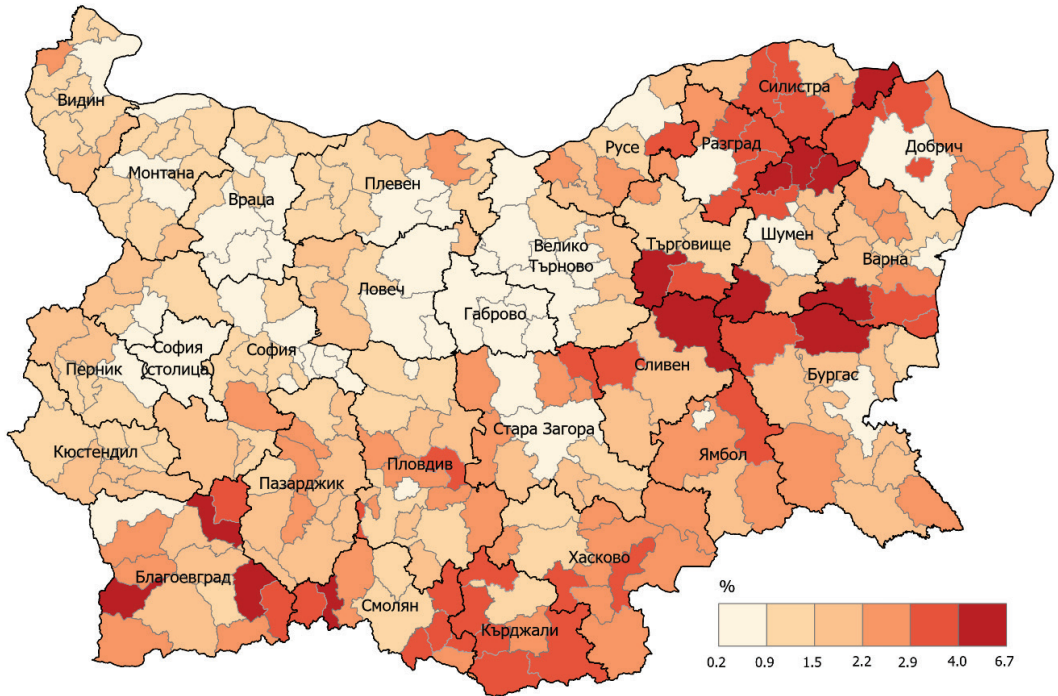 Силистра
Видин
Добрич
Русе
Разград
Монтана
Плевен
Враца
Шумен
Велико
Търново
Търговище
Варна
Ловеч
Габрово
София
(столица)
София
Перник
Сливен
Бургас
Стара Загора
Кюстендил
Пловдив
Ямбол
Пазарджик
Хасково
Благоевград
Смолян
Кърджали
%
0.2 0.9 1.5 2.2 2.9 4.0 6.7